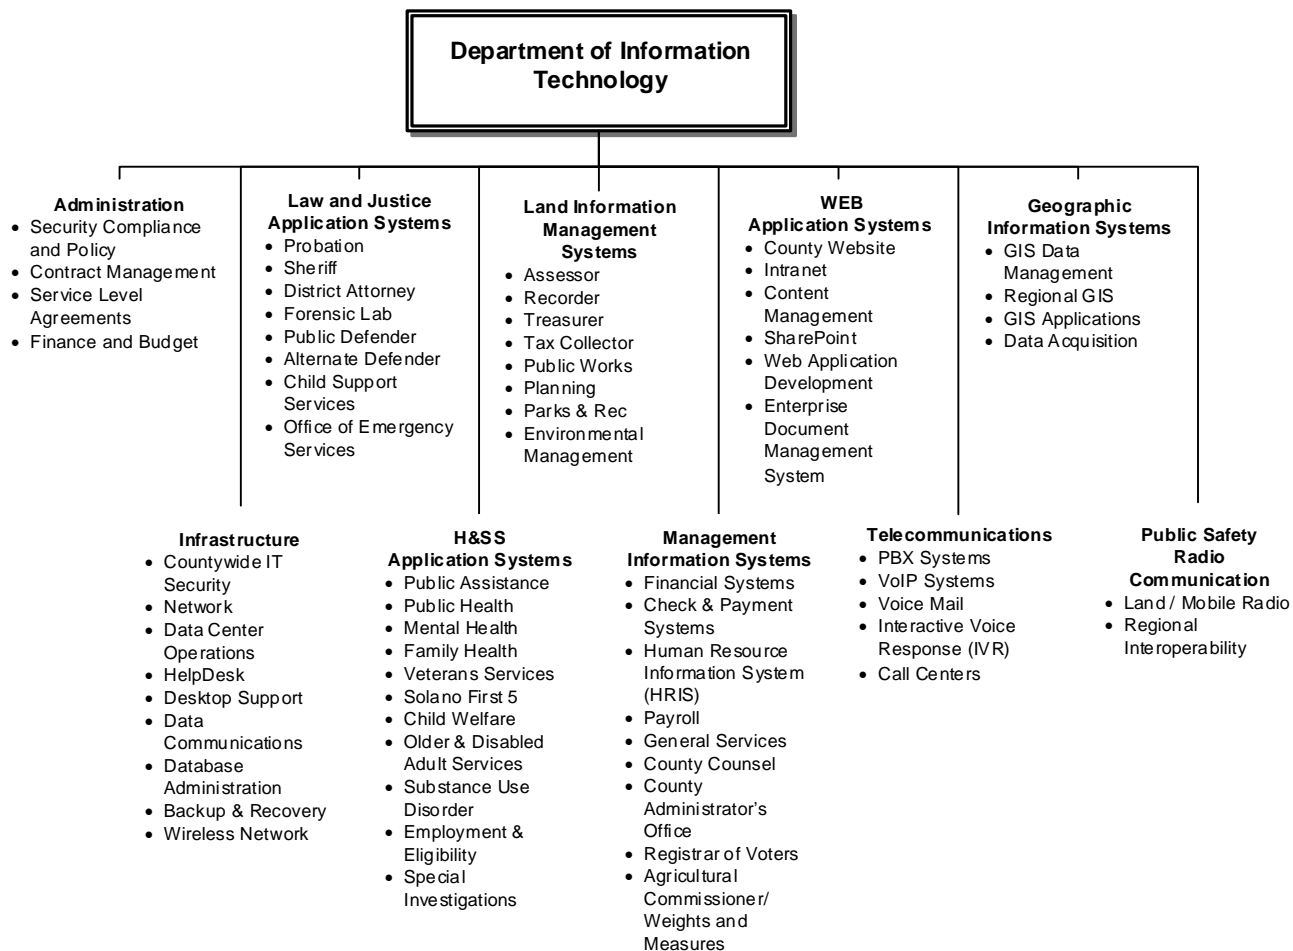 Department of Information
Technology
Administration
• Security Compliance
and Policy
• Contract Management
• Service Level
Agreements
• Finance and Budget
Law and Justice
Application Systems
• Probation
• Sheriff
• District Attorney
• Forensic Lab
• Public Defender
• Alternate Defender
• Child Support
Services
• Office of Emergency
Services
Land Information
Management
Systems
• Assessor
• Recorder
• Treasurer
• Tax Collector
• Public Works
• Planning
• Parks & Rec
• Environmental
Management
WEB
Application Systems
• County Website
• Intranet
• Content
Management
• SharePoint
• Web Application
Development
• Enterprise
Document
Management
System
Geographic
Information Systems
• GIS Data
Management
• Regional GIS
• GIS Applications
• Data Acquisition
Infrastructure
• Countywide IT
Security
• Network
• Data Center
Operations
• HelpDesk
• Desktop Support
• Data
Communications
• Database
Administration
• Backup & Recovery
• Wireless Network
H&SS
Application Systems
• Public Assistance
• Public Health
• Mental Health
• Family Health
• Veterans Services
• Solano First 5
• Child Welfare
• Older & Disabled
Adult Services
• Substance Use
Disorder
• Employment &
Eligibility
• Special
Investigations
Management
Information Systems
• Financial Systems
• Check & Payment
Systems
• Human Resource
Information System
(HRIS)
• Payroll
• General Services
• County Counsel
• County
Administrator's
Office
• Registrar of Voters
• Agricultural
Commissioner/
Weights and
Measures
Telecommunications
• PBX Systems
• VoIP Systems
• Voice Mail
• Interactive Voice
Response (IVR)
• Call Centers
Public Safety
Radio
Communication
• Land / Mobile Radio
• Regional
Interoperability